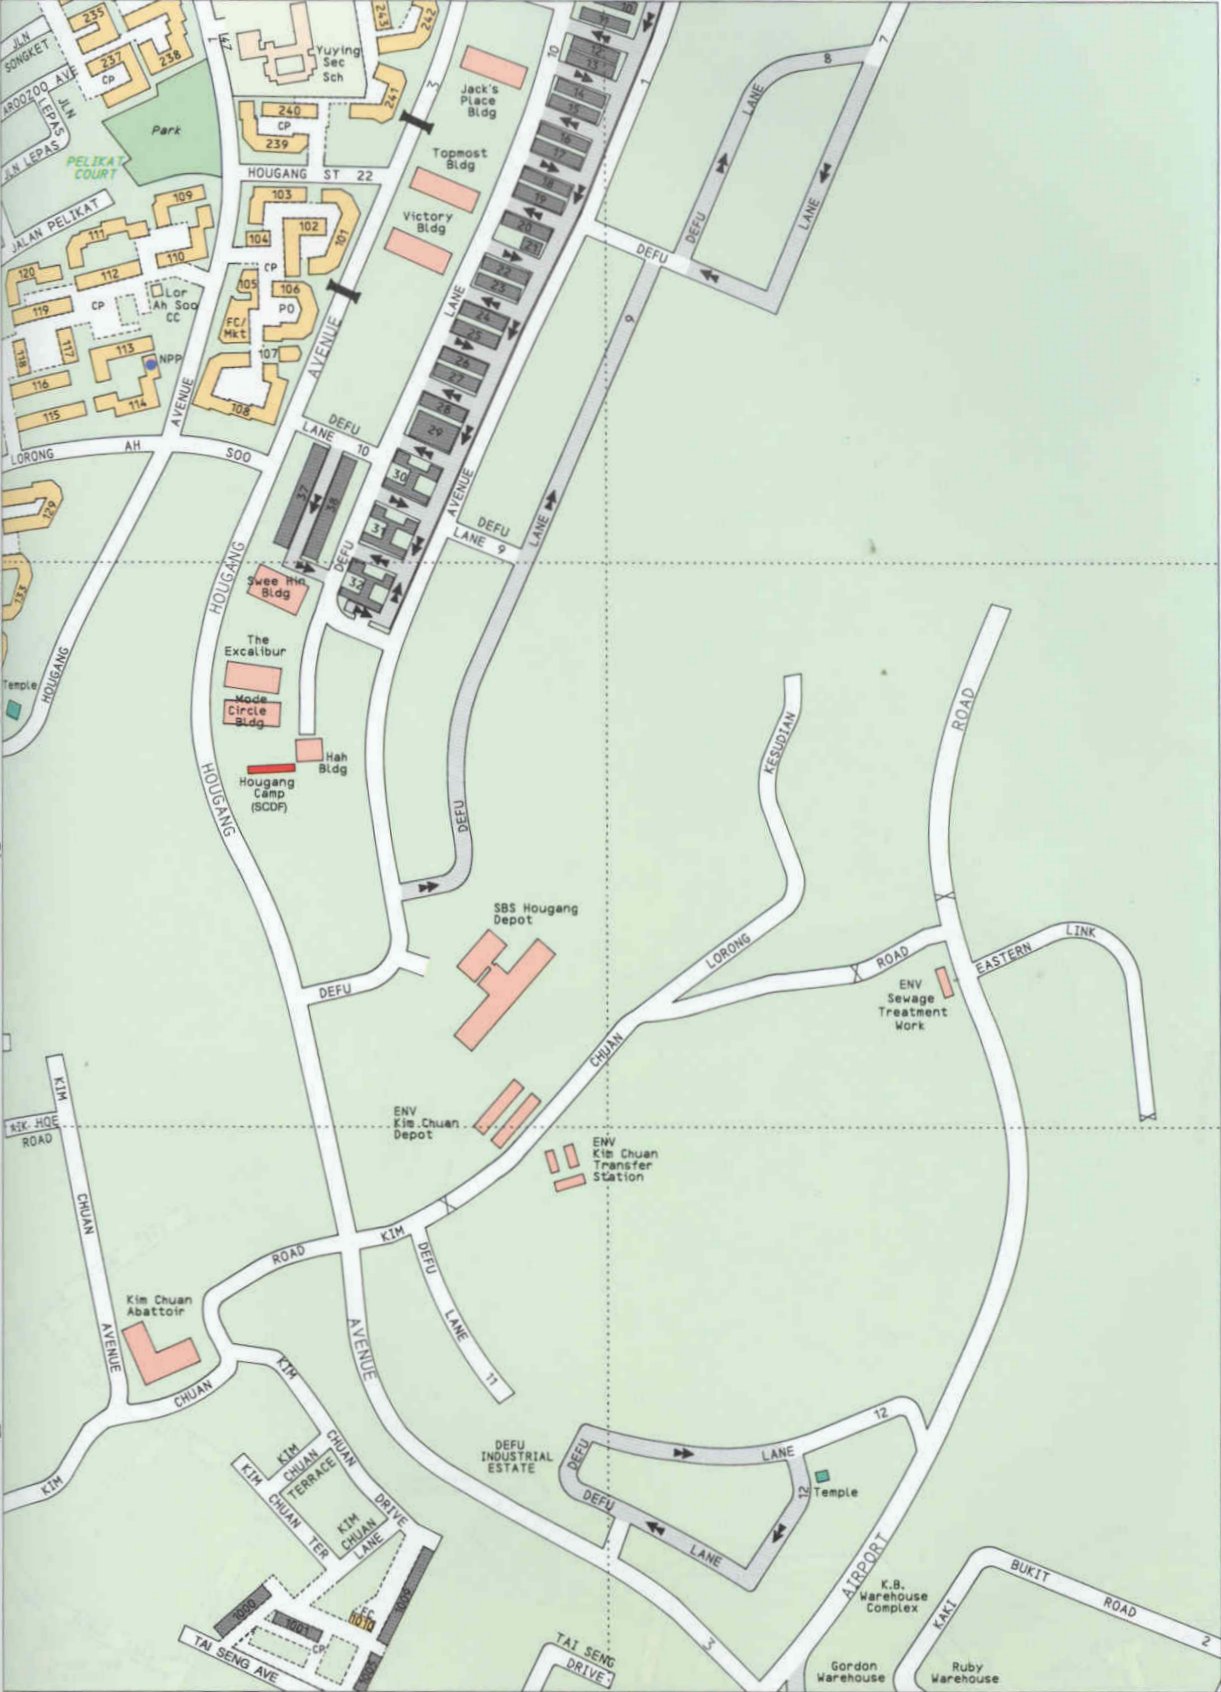 235
JLN
SONGKET
237
CP
238
AROOZOO AVE
JLN
LEPAS
JLN LEPAS
Park
PELIKAT
COURT
JALAN PELIKAT
1
147
Yuying
Sec
Sch
243
242
241
240
CP
239
HOUGANG ST 22
3
Jack's
Place
Bldg
Topmost
Bldg
Victory
Bldg
10
10
11
12
13
14
15
16
17
18
19
20
21
22
23
24
25
26
27
28
29
30
31
32
1
7
8
LANE
DEFU
LANE
DEFU
9
109
111
110
112
120
119
CP
118
117
113
116
115
114
NPP
Lor
Ah Soo
CC
103
102
101
104
CP
105
106
PO
FC/
Mkt
107
108
AVENUE
AVENUE
LANE
LORONG
AH
SOO
DEFU
LANE
10
37
38
DEFU
AVENUE
DEFU
LANE 9
LANE
129
133
HOUGANG
HOUGANG
Temple
Swee Hin
Bldg
The
Excalibur
Mode
Circle
Bldg
Hah
Bldg
Hougang
Camp
(SCDF)
HOUGANG
DEFU
DEFU
SBS Hougang
Depot
KESUDIAN
LORONG
ROAD
ROAD
EASTERN
LINK
ENV
Sewage
Treatment
Work
CHUAN
KIM
HOE
ROAD
ENV
Kim Chuan
Depot
ENV
Kim Chuan
Transfer
Station
CHUAN
AVENUE
ROAD
KIM
DEFU
LANE
11
Kim Chuan
Abattoir
AVENUE
CHUAN
KIM
KIM
CHUAN
DRIVE
KIM
CHUAN
TERRACE
KIM
CHUAN
TER
KIM
CHUAN
LANE
DEFU
INDUSTRIAL
ESTATE
DEFU
LANE
12
12
Temple
DEFU
LANE
AIRPORT
K.B.
Warehouse
Complex
BUKIT
ROAD
2
KAKI
1000
1001
FC
1010
1009
CP
TAI SENG AVE
TAI SENG
DRIVE
3
Gordon
Warehouse
Ruby
Warehouse